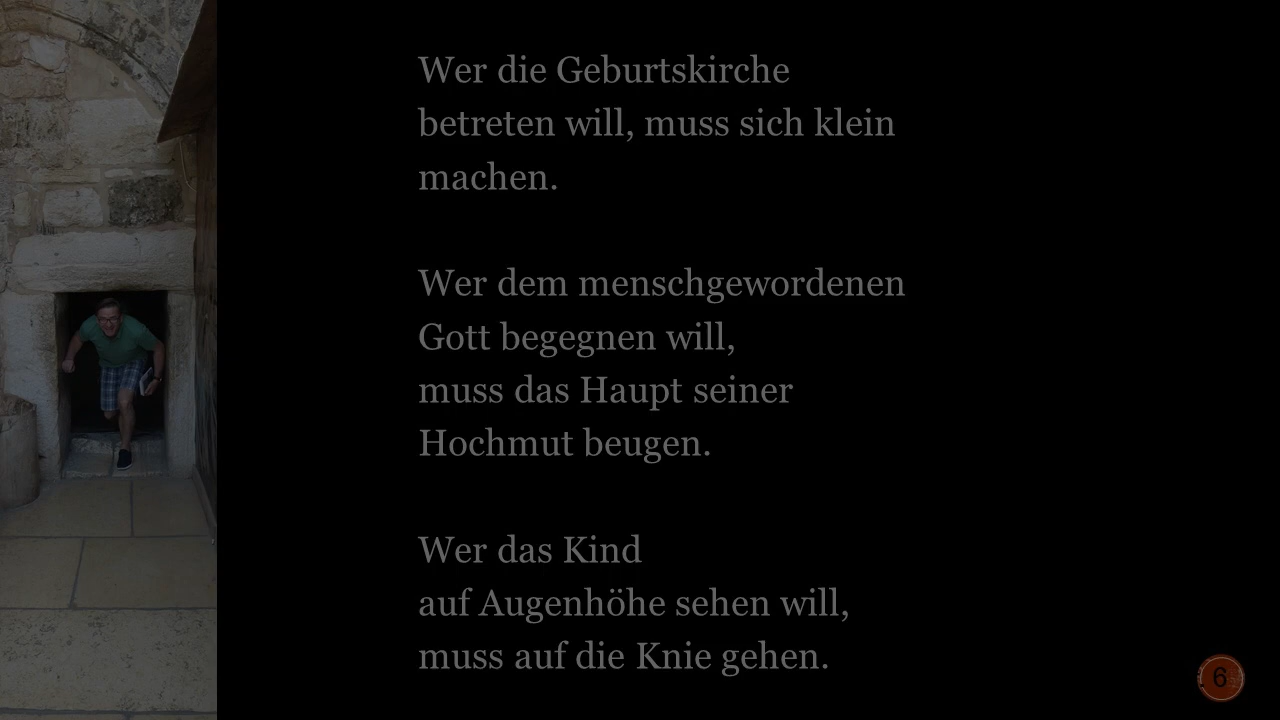 Wer die Geburtskirche
betreten will, muss sich klein
machen.
Wer dem menschgewordenen
Gott begegnen will,
muss das Haupt seiner
Hochmut beugen.
Wer das Kind
auf Augenhöhe sehen will,
muss auf die Knie gehen.
6